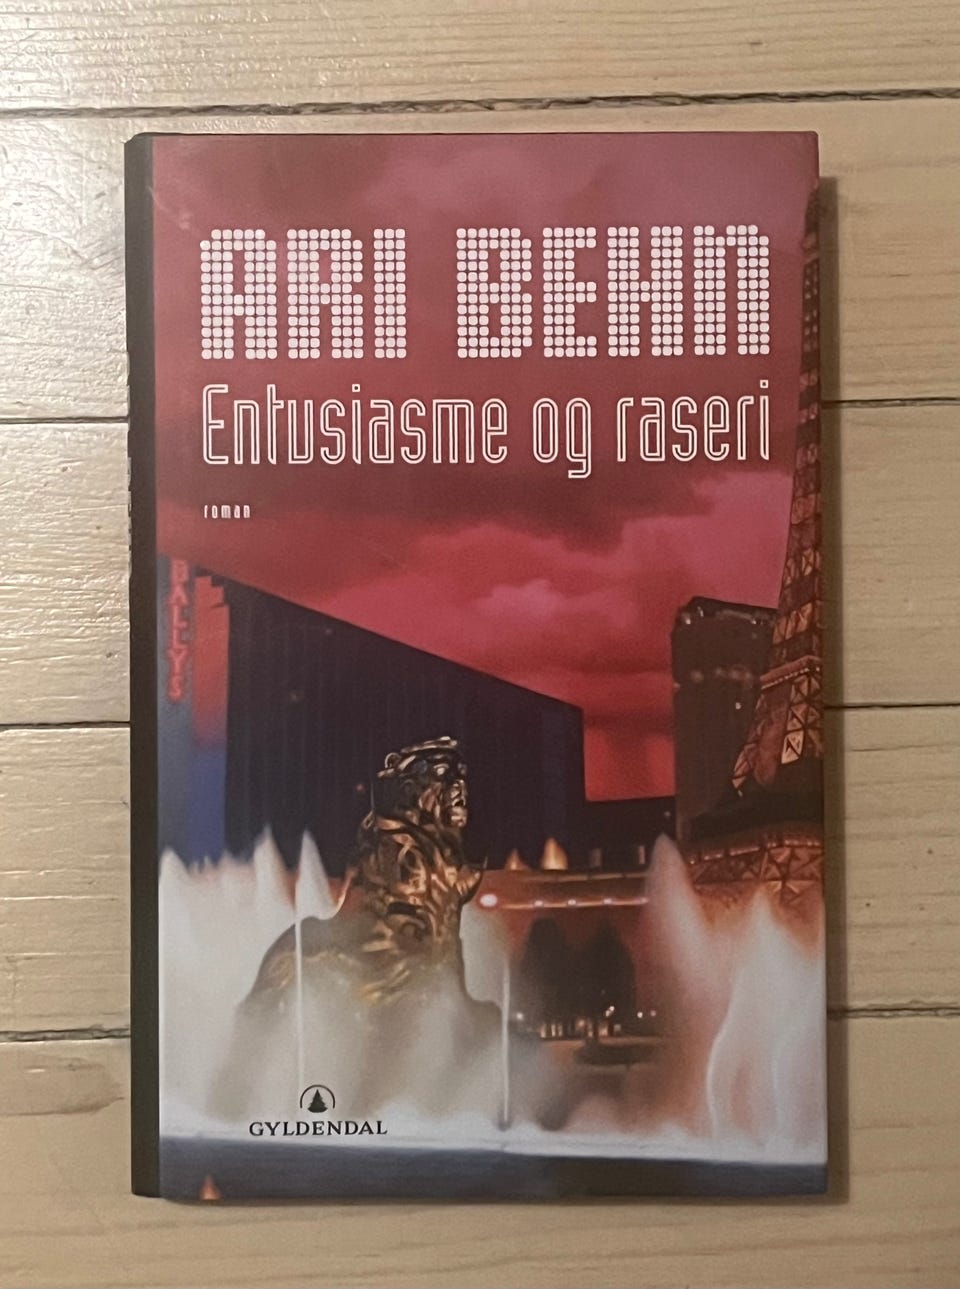 ARI BEHN
Entusiasme og raseri
roman
BALLYS
GYLDENDAL